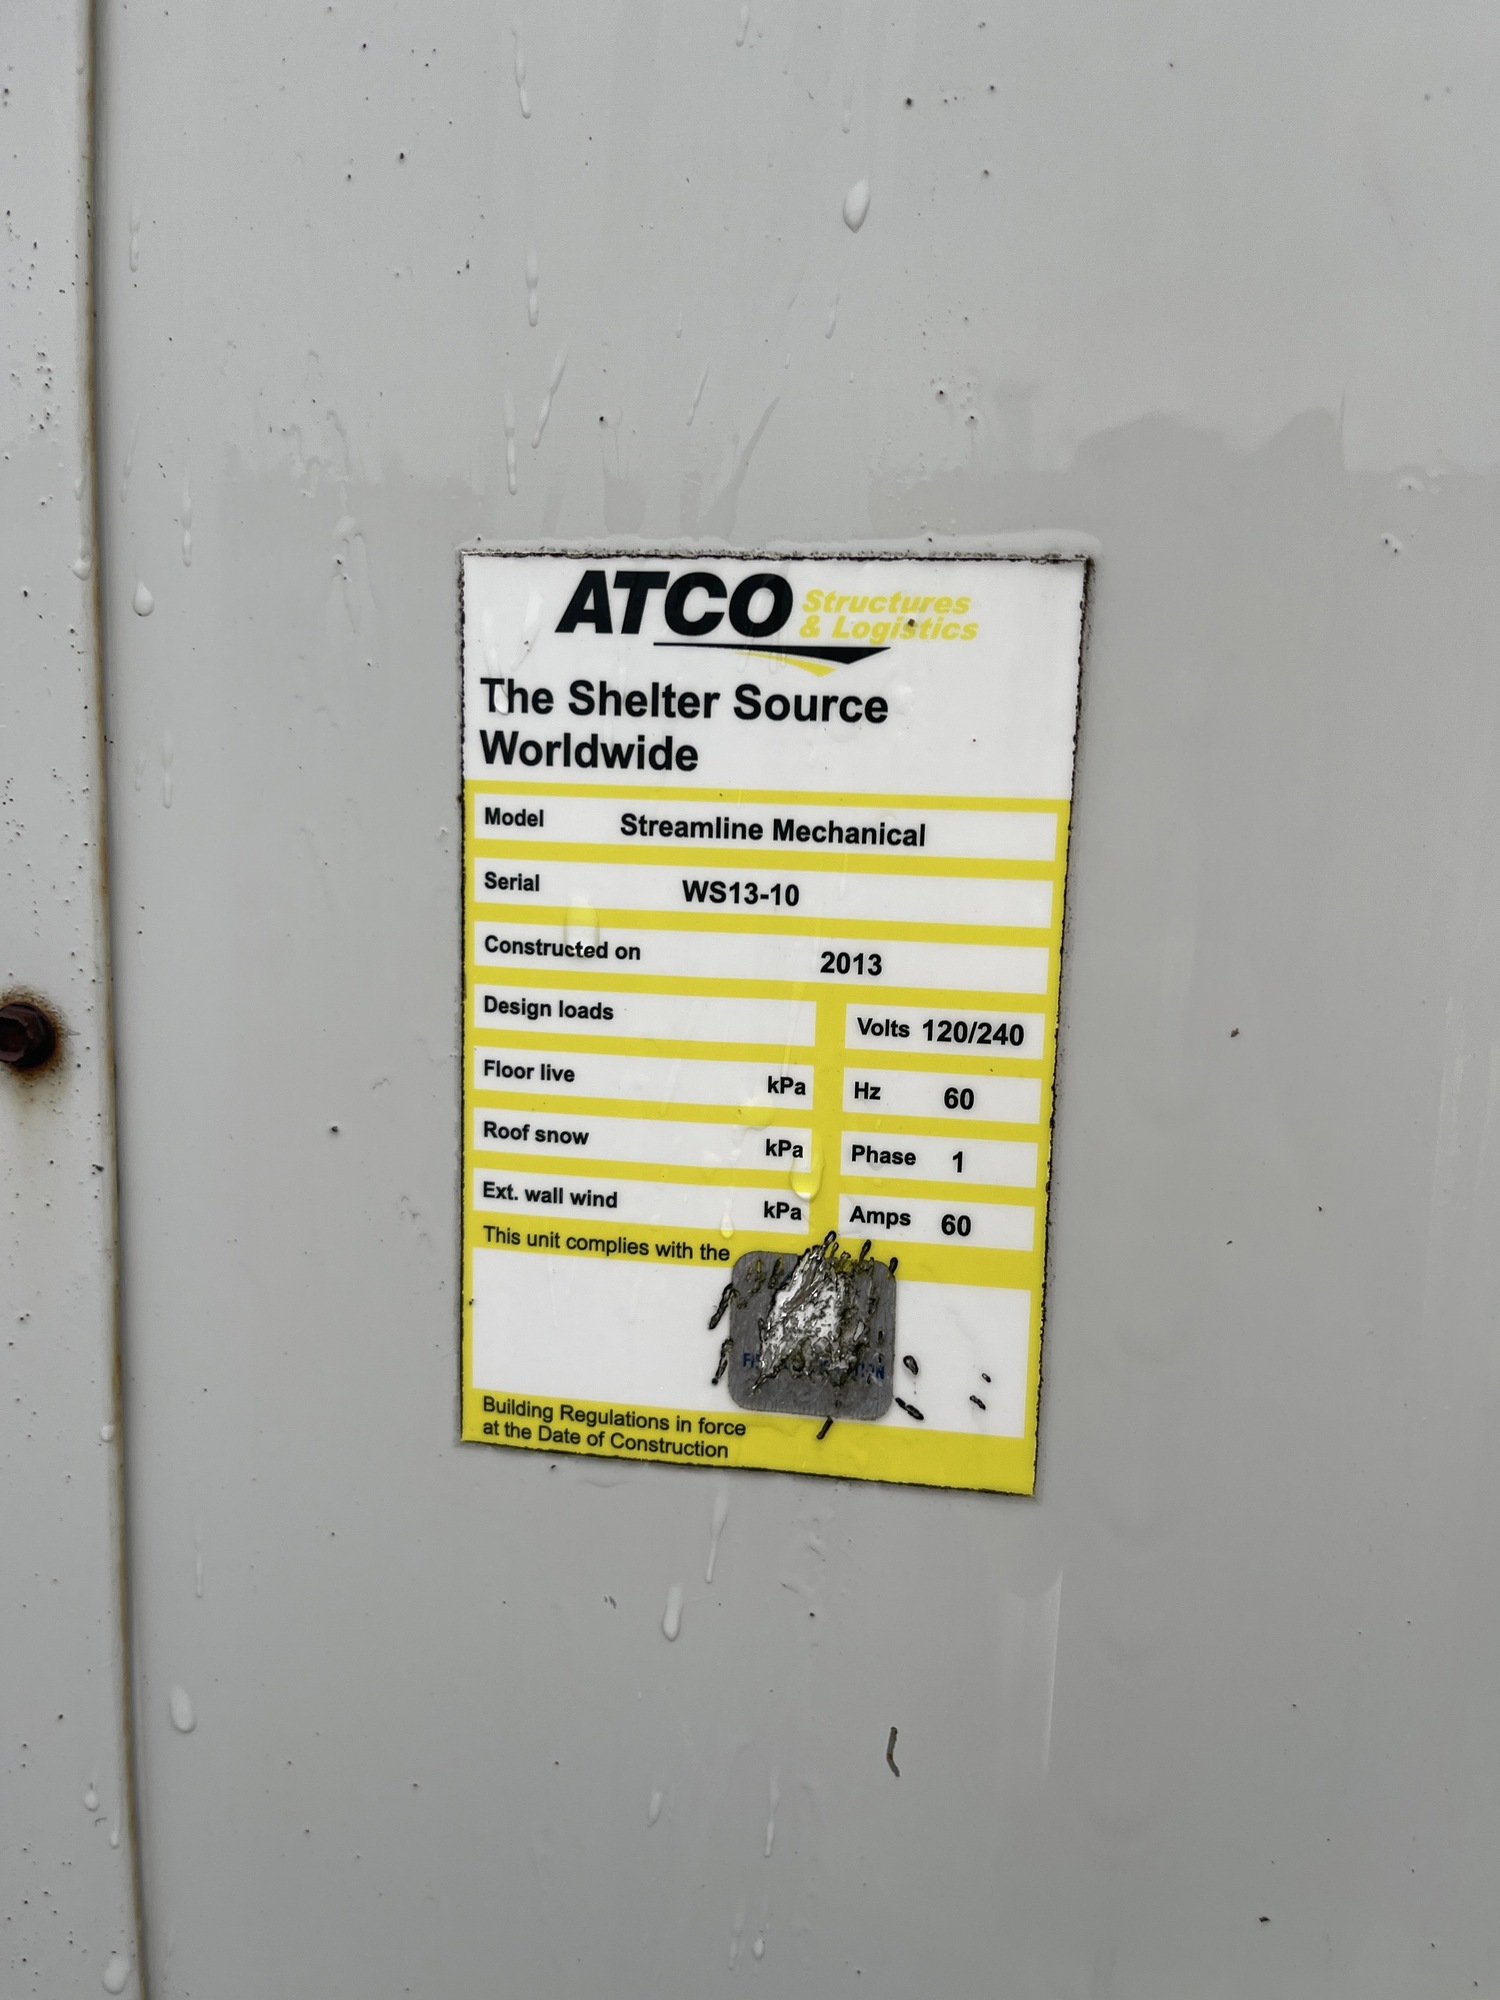 ATCO Structures
& Logistics
The Shelter Source
Worldwide
Model Streamline Mechanical
Serial WS13-10
Constructed on 2013
Design loads
Volts 120/240
Floor live kPa
Hz 60
Roof snow kPa
Phase 1
Ext. wall wind kPa
Amps 60
This unit complies with the
Building Regulations in force
at the Date of Construction